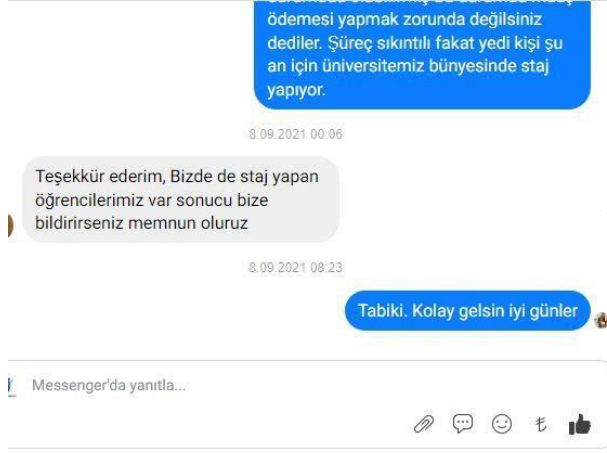 ödemesi yapmak zorunda değilsiniz
dediler. Süreç sıkıntılı fakat yedi kişi şu
an için üniversitemiz bünyesinde staj
yapıyor.
8.09.2021 00:06
Teşekkür ederim, Bizde de staj yapan
öğrencilerimiz var sonucu bize
bildirirseniz memnun oluruz
8.09.2021 08:23
Tabiki. Kolay gelsin iyi günler
Messenger'da yanıtla...